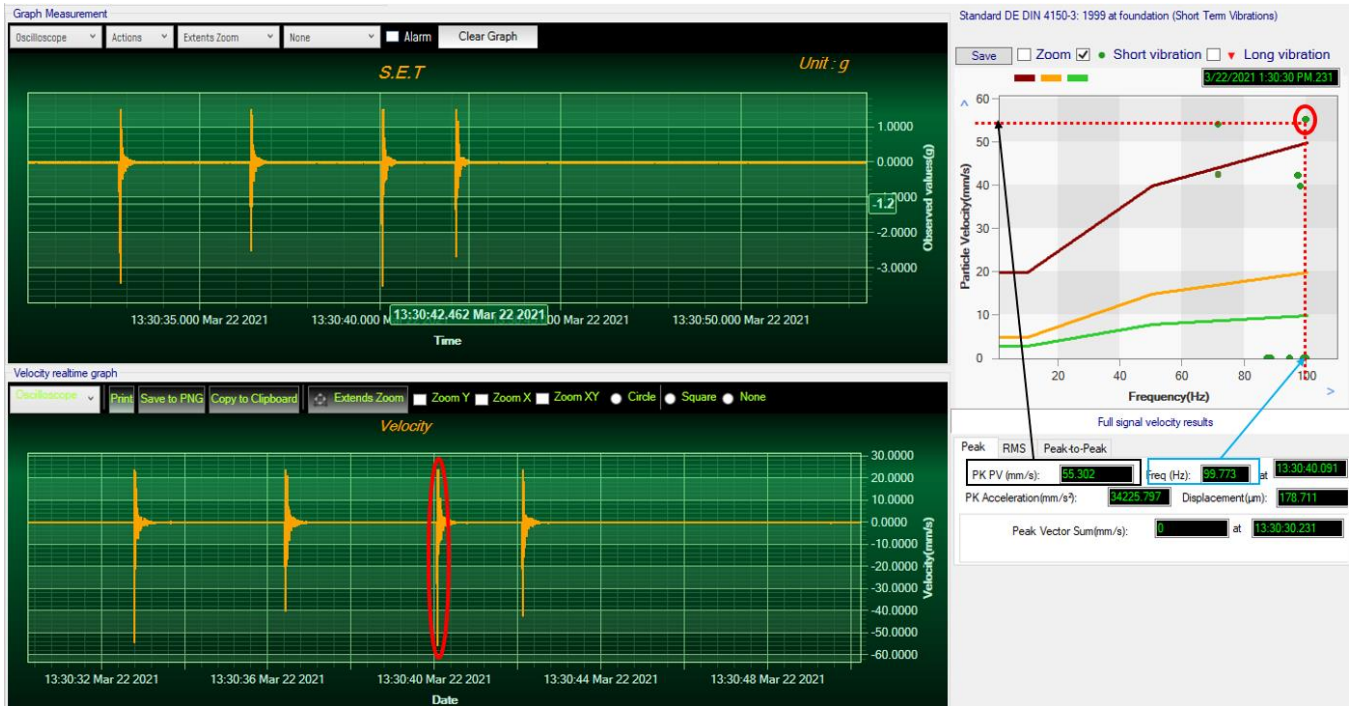 Graph Measurement
Oscilloscope Actions Extents Zoom None Alarm Clear Graph
S.E.T
Unit : g
1.0000
0.0000
-1.2
-2.0000
-3.0000
Observed values(g)
13:30:35.000 Mar 22 2021
13:30:42.462 Mar 22 2021
13:30:50.000 Mar 22 2021
Time
Velocity realtime graph
Oscilloscope Print Save to PNG Copy to Clipboard Extends Zoom Zoom Y Zoom X Zoom XY Circle Square None
Velocity
30.0000
20.0000
10.0000
0.0000
-10.0000
-20.0000
-30.0000
-40.0000
-50.0000
-60.0000
Velocity(mm/s)
13:30:32 Mar 22 2021 13:30:36 Mar 22 2021 13:30:40 Mar 22 2021 13:30:44 Mar 22 2021 13:30:48 Mar 22 2021
Date
Standard DE DIN 4150-3: 1999 at foundation (Short Term Vibrations)
Save Zoom Short vibration Long vibration
3/22/2021 1:30:30 PM.231
60
50
40
30
20
10
0
Particle Velocity(mm/s)
20 40 60 80 100
Frequency(Hz)
Full signal velocity results
Peak RMS Peak-to-Peak
PK PV (mm/s): 55.302 Freq (Hz): 99.773 at 13:30:40.091
PK Acceleration(mm/s²): 34225.797 Displacement(µm): 178.711
Peak Vector Sum(mm/s): 0 at 13:30:30.231